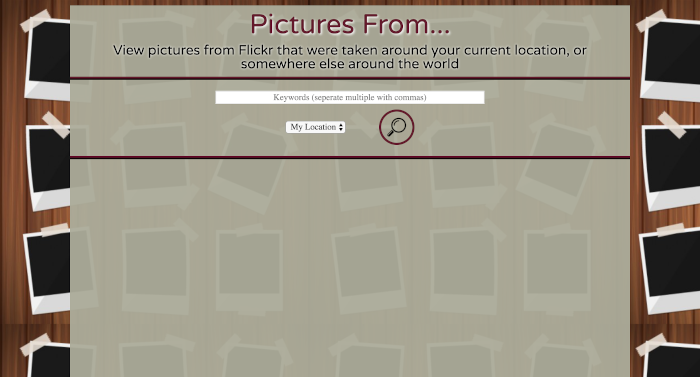 Pictures From...
View pictures from Flickr that were taken around your current location, or
somewhere else around the world
Keywords (seperate multiple with commas)
My Location